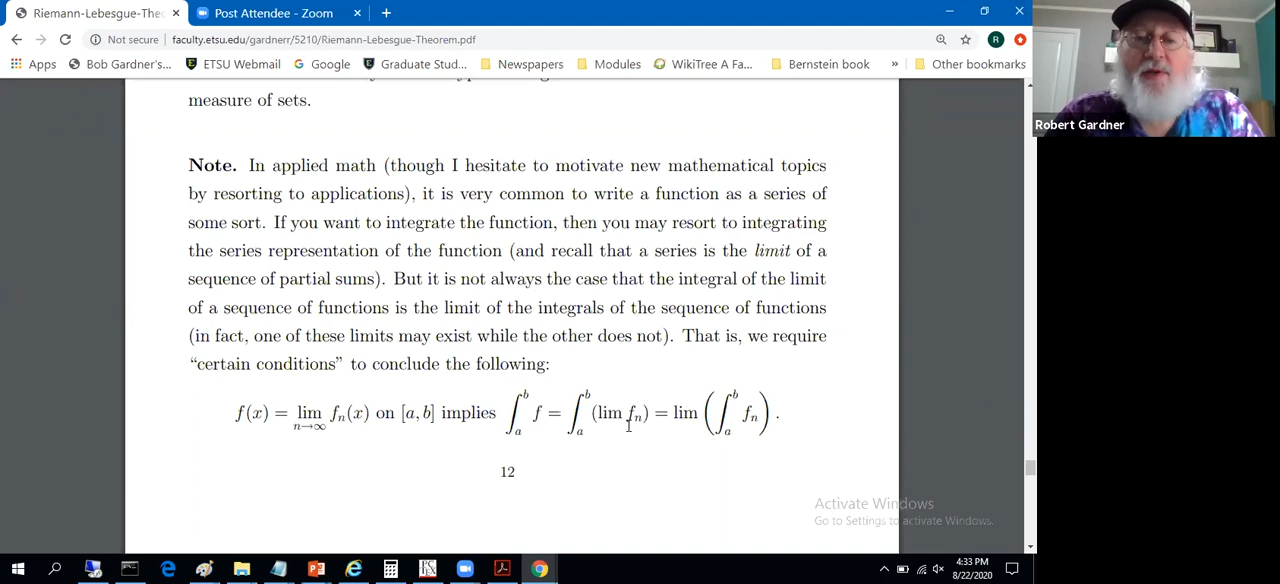 Riemann-Lebesgue-Theo
Post Attendee - Zoom
Not secure | faculty.etsu.edu/gardnerr/5210/Riemann-Lebesgue-Theorem.pdf
R
Apps
Bob Gardner's...
ETSU Webmail
Google
Graduate Stud...
Newspapers
Modules
WikiTree A Fa...
Bernstein book
»
Other bookmarks
measure of sets.
Note. In applied math (though I hesitate to motivate new mathematical topics
by resorting to applications), it is very common to write a function as a series of
some sort. If you want to integrate the function, then you may resort to integrating
the series representation of the function (and recall that a series is the limit of a
sequence of partial sums). But it is not always the case that the integral of the limit
of a sequence of functions is the limit of the integrals of the sequence of functions
(in fact, one of these limits may exist while the other does not). That is, we require
“certain conditions” to conclude the following:
f(x) = lim n→∞ fn(x) on [a, b] implies ∫_a^b f = ∫_a^b (lim fn) = lim (∫_a^b fn).
12
Robert Gardner
Activate Windows
Go to Settings to activate Windows.
4:33 PM
8/22/2020